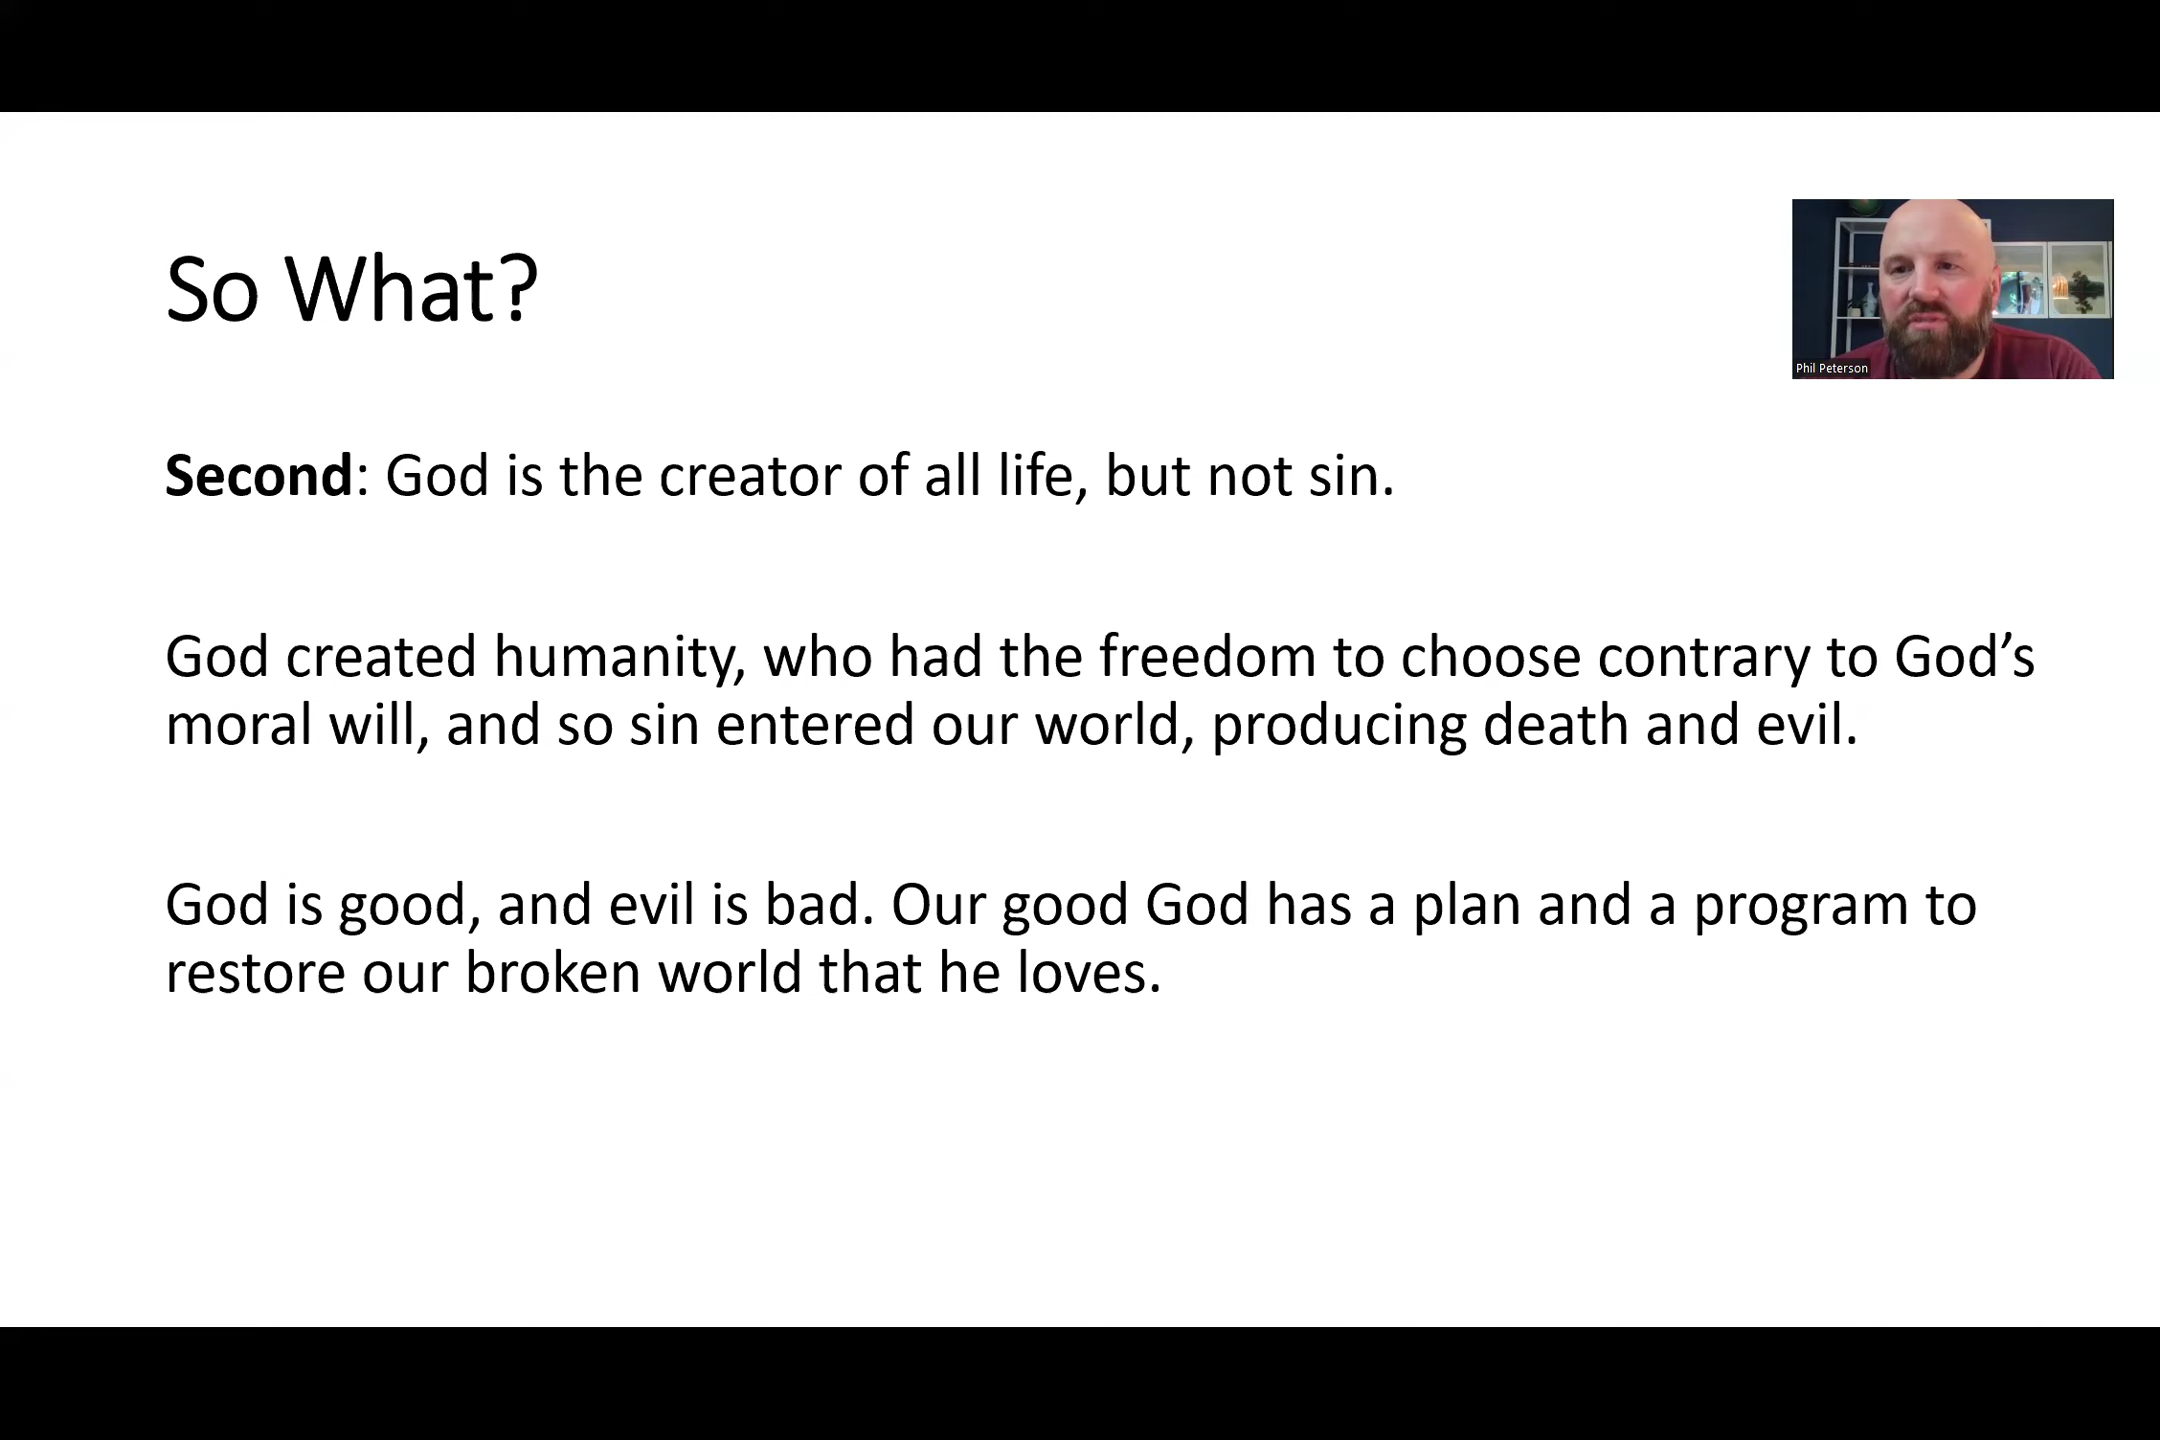 So What?
Phil Peterson
Second: God is the creator of all life, but not sin.
God created humanity, who had the freedom to choose contrary to God’s
moral will, and so sin entered our world, producing death and evil.
God is good, and evil is bad. Our good God has a plan and a program to
restore our broken world that he loves.